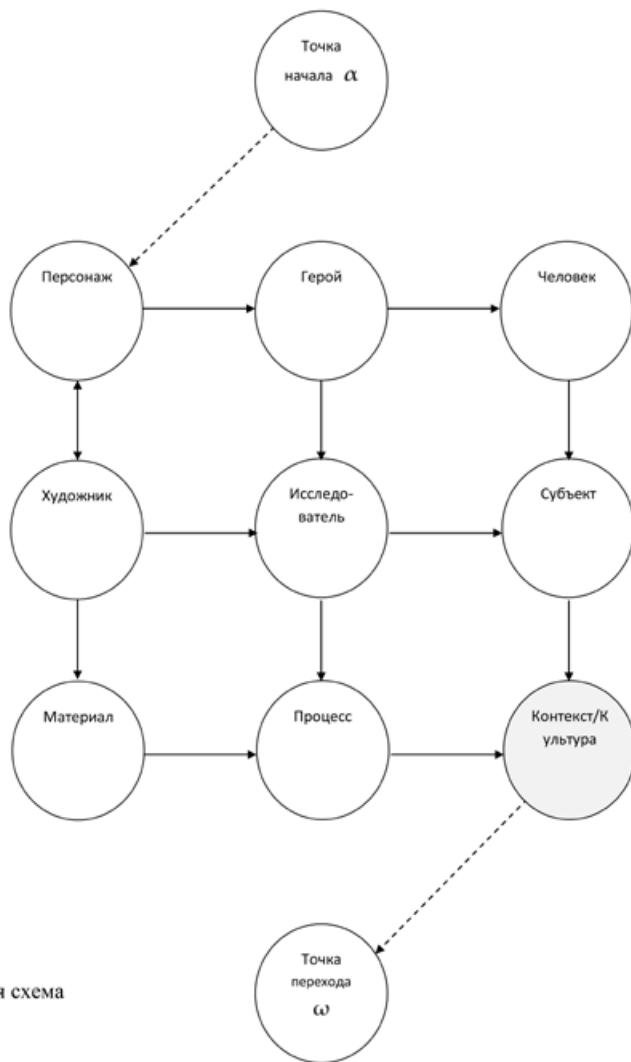 Точка
начала α
Персонаж
Герой
Человек
Художник
Исследо-
ватель
Субъект
Материал
Процесс
Контекст/К
ультура
Точка
перехода
ω
схема